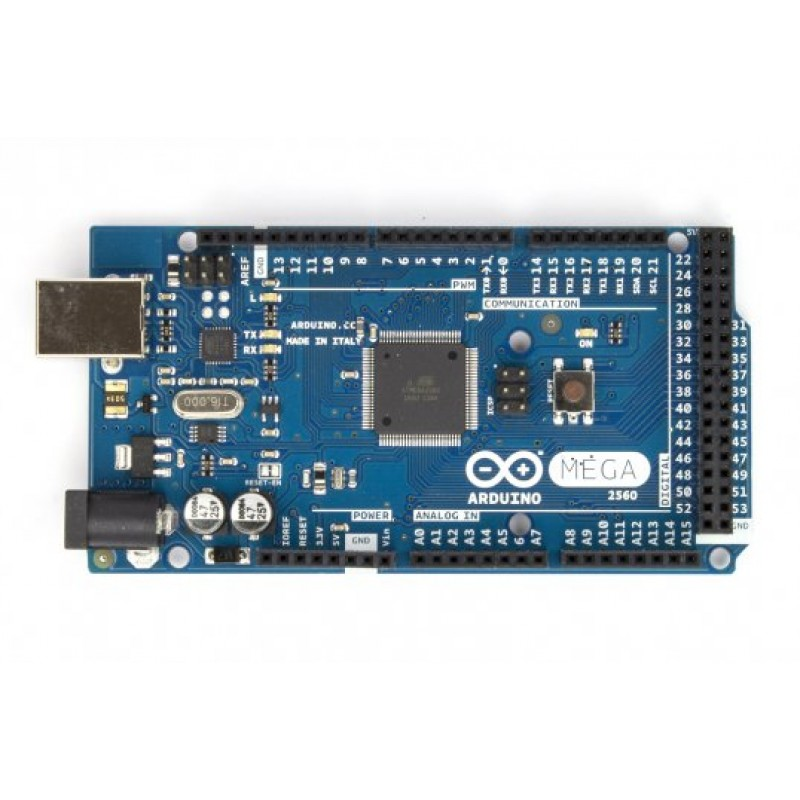 AREF
GND
13
12
11
10
9
8
7
6
5
4
3
2
TX0→1
RX0←0
TX3 14
RX3 15
TX2 16
RX2 17
TX1 18
RX1 19
SDA 20
SCL 21
PWM
COMMUNICATION
L
TX
RX
ARDUINO.CC
MADE IN ITALY
ON
ICSP
RESET
T16.000
RESET-EN
47
25V
47
25V
MEGA
2560
ARDUINO
DIGITAL
22
24
26
28
30 31
32 33
34 35
36 37
38 39
40 41
42 43
44 45
46 47
48 49
50 51
52 53
GND
POWER
ANALOG IN
IOREF
RESET
3.3V
5V
GND
Vin
A0
A1
A2
A3
A4
A5
6
A7
A8
A9
A10
A11
A12
A13
A14
A15